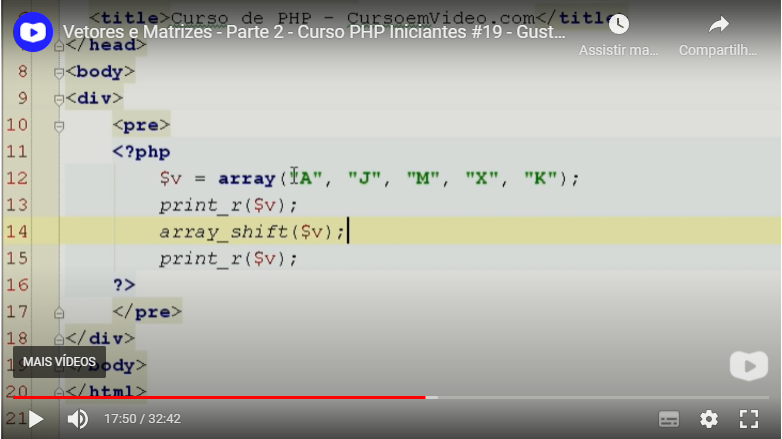 <title>Curso de PHP - CursoemVideo.com</title>
Vetores e Matrizes - Parte 2 - Curso PHP Iniciantes #19 - Gust...
Assistir ma...
Compartilh...
</head>
8 <body>
9 <div>
10 <pre>
11 <?php
12 $v = array("A", "J", "M", "X", "K");
13 print_r($v);
14 array_shift($v);
15 print_r($v);
16 ?>
17 </pre>
18 </div>
MAIS VÍDEOS
19 </body>
20 </html>
21
17:50 / 32:42